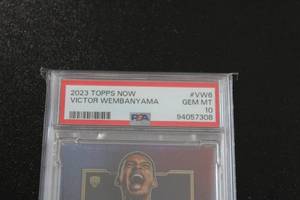 2023 TOPPS NOW #VW6
VICTOR WEMBANYAMA GEM MT
10
PSA 94057308